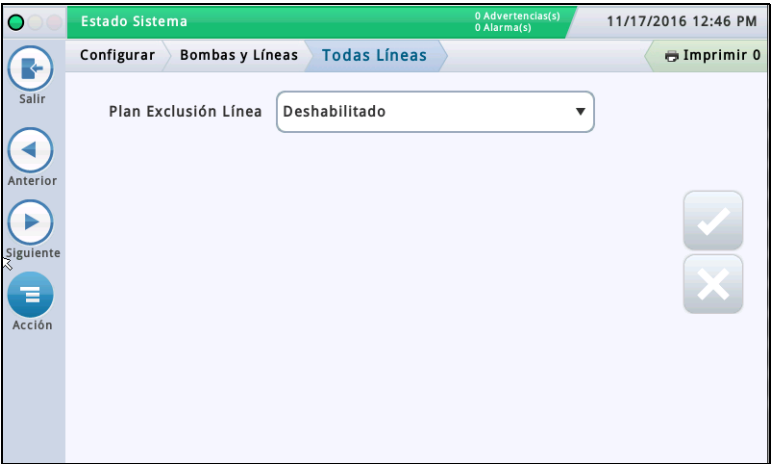 Estado Sistema
0 Advertencias(s)
0 Alarma(s)
11/17/2016 12:46 PM
Configurar
Bombas y Líneas
Todas Líneas
Imprimir 0
Salir
Plan Exclusión Línea
Deshabilitado
Anterior
Siguiente
Acción